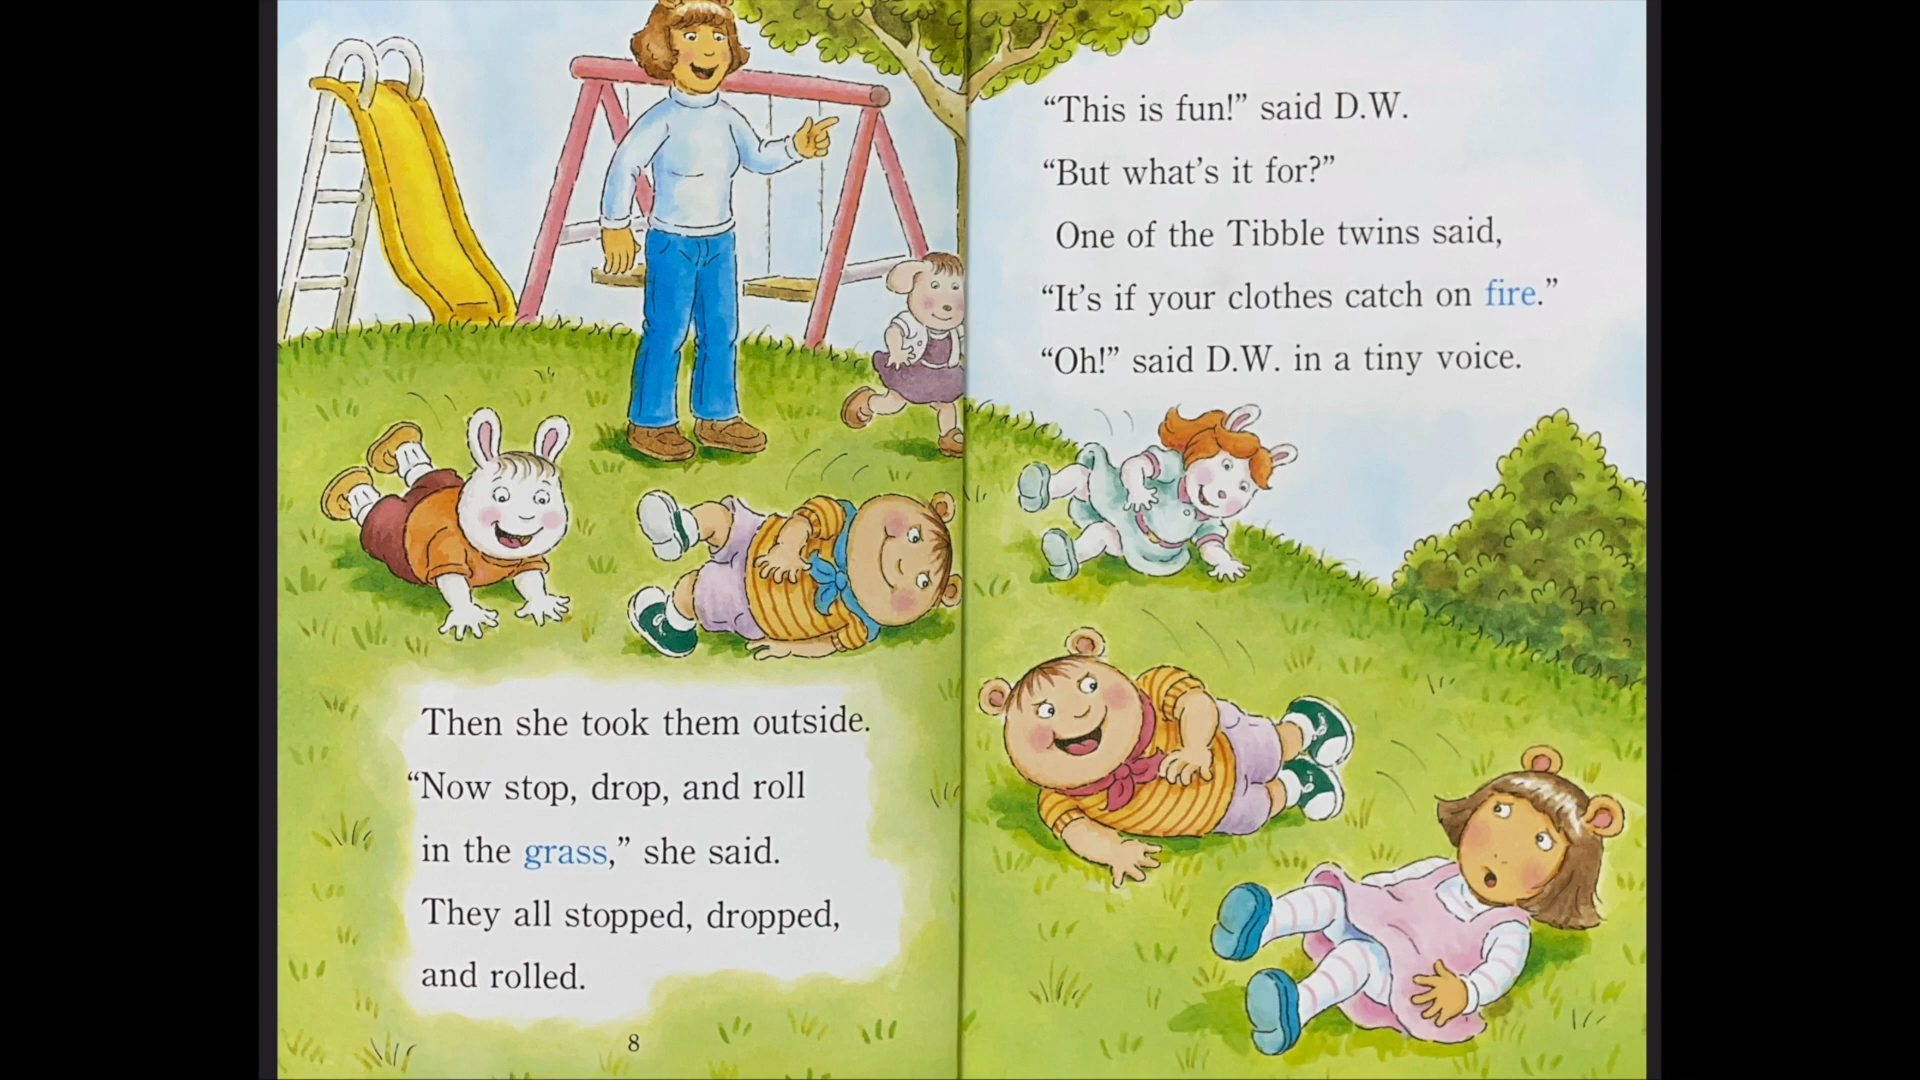 Then she took them outside.
“Now stop, drop, and roll
in the grass,” she said.
They all stopped, dropped,
and rolled.
8
“This is fun!” said D.W.
“But what’s it for?”
One of the Tibble twins said,
“It’s if your clothes catch on fire.”
“Oh!” said D.W. in a tiny voice.